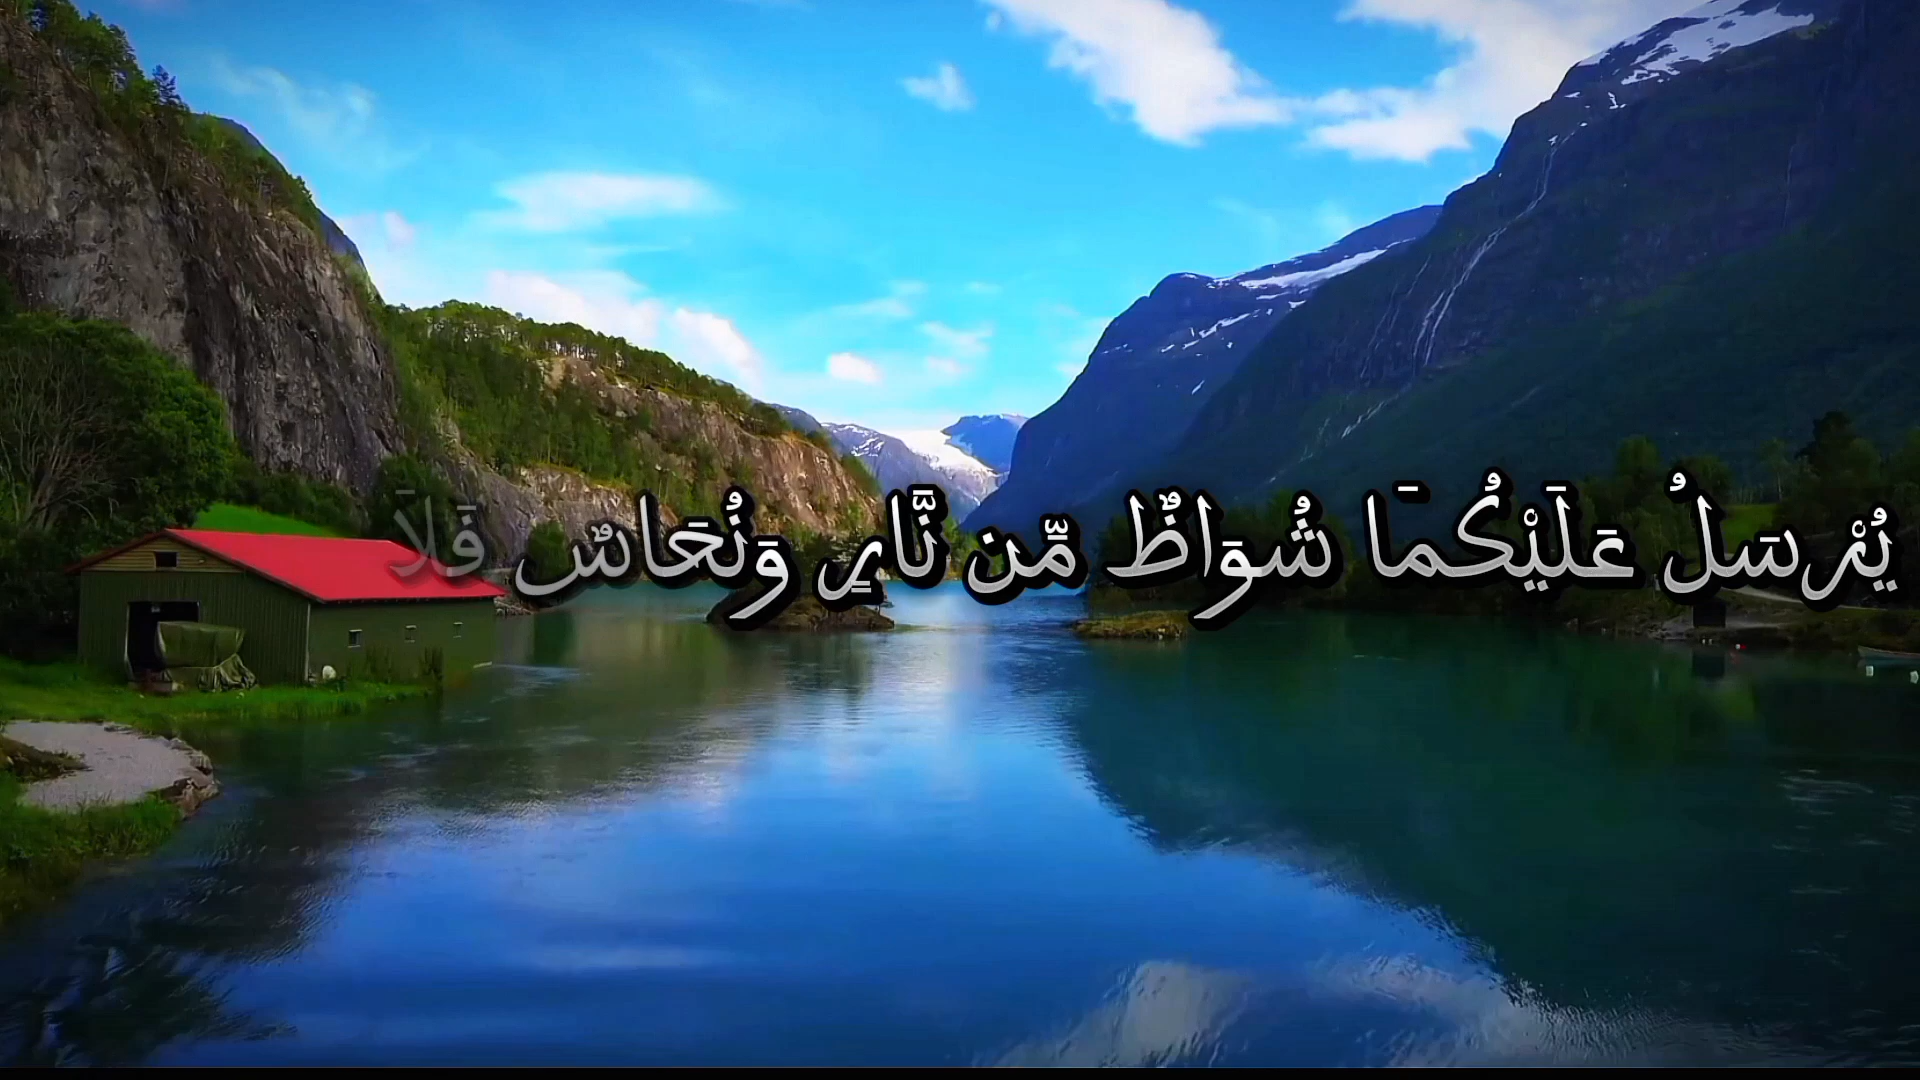 يُرْسَلُ عَلَيْكُمَا شُوَاظٌ مِّن نَّارٍ وَنُحَاسٌ فَلَا